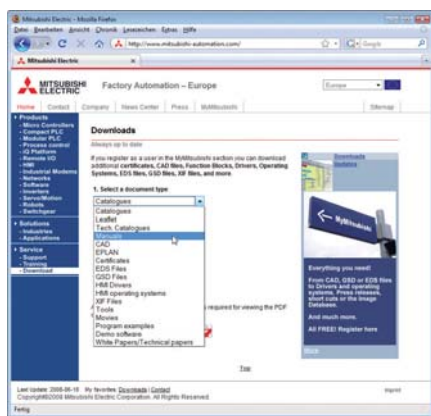 Mitsubishi Electric - Mozilla Firefox
Datei Bearbeiten Ansicht Chronik Lesezeichen Extras Hilfe
http://www.mitsubishi-automation.com/
Google
Mitsubishi Electric
MITSUBISHI ELECTRIC
Factory Automation – Europe
Europe
Home Contact Company News Center Press MyMitsubishi Sitemap
Products
- Micro Controllers
- Compact PLC
- Modular PLC
- Process control
- iQ Platform
- Remote I/O
- HMI
- Industrial Modems
- Networks
- Software
- Inverters
- Servo/Motion
- Robots
- Switchgear
Solutions
- Industries
- Applications
Service
- Support
- Training
- Download
Downloads
Always up to date
If you register as a user in the MyMitsubishi section you can download
additional certificates, CAD files, Function Blocks, Drivers, Operating
Systems, EDS files, GSD files, XIF files, and more.
1. Select a document type:
Catalogues
Catalogues
Leaflet
Tech. Catalogues
Manuals
CAD
EPLAN
Certificates
EDS Files
GSD Files
HMI Drivers
HMI operating systems
XIF Files
Tools
Movies
Program examples
Demo software
White Papers/Technical papers
required for viewing the PDF
Top
Downloads
Updates
MyMitsubishi
Everything you need!
From CAD, GSD or EDS files
to Drivers and operating
systems. Press releases,
short cuts or the Image
Database.
And much more.
All FREE! Register here
More
Last Update: 2008-06-18 My favorites: Downloads | Contact
Copyright©2008 Mitsubishi Electric Corporation. All Rights Reserved.
Imprint
Fertig